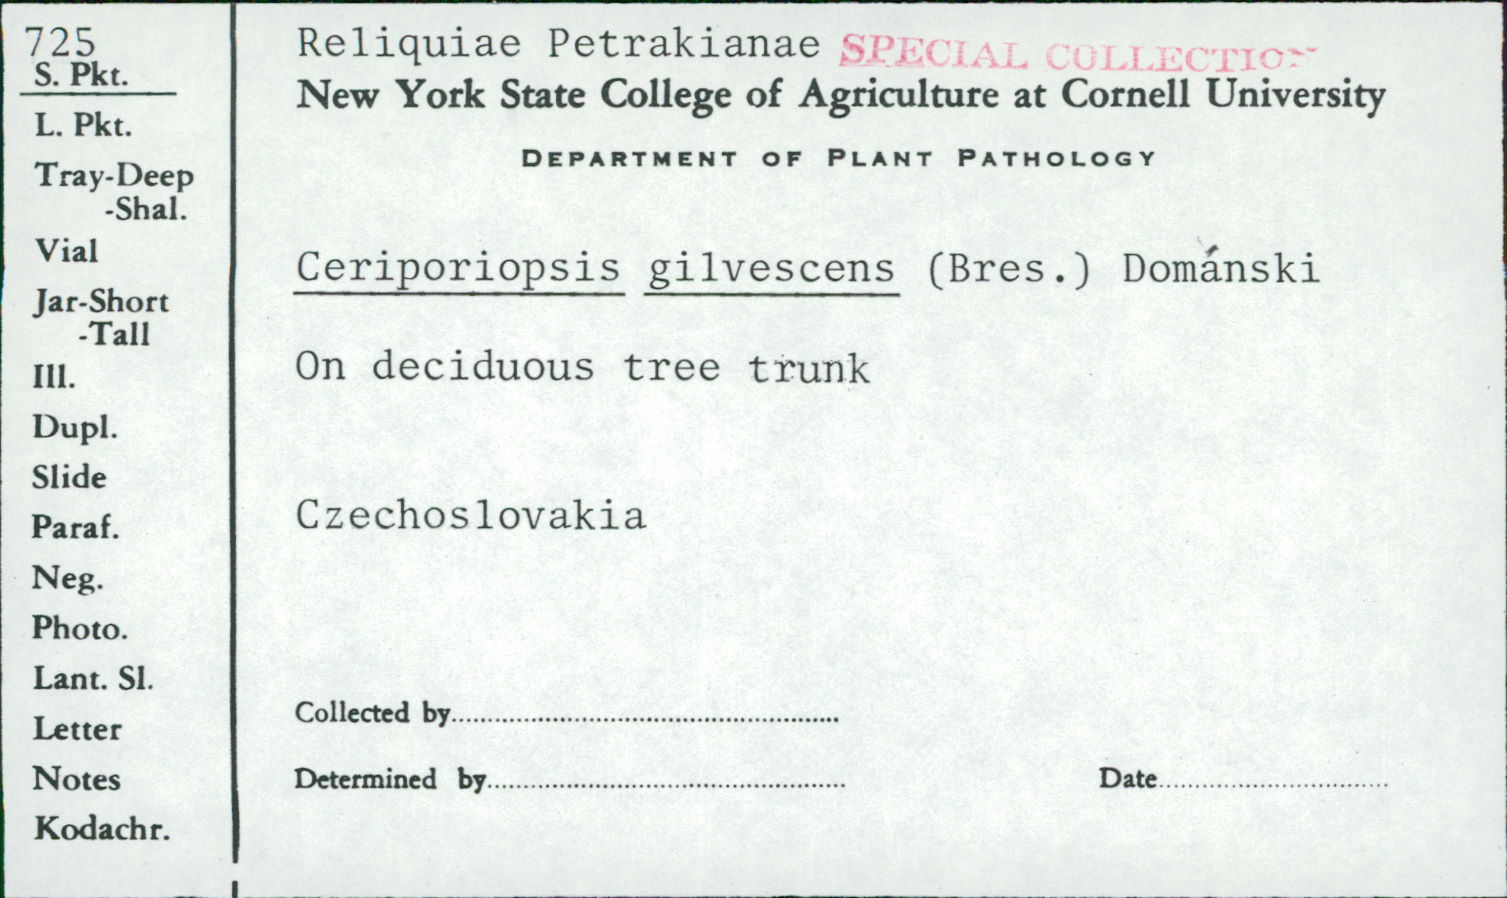 725
S. Pkt.
L. Pkt.
Tray-Deep
-Shal.
Vial
Jar-Short
-Tall
Ill.
Dupl.
Slide
Paraf.
Neg.
Photo.
Lant. Sl.
Letter
Notes
Kodachr.
Reliquiae Petrakianae SPECIAL COLLECTION
New York State College of Agriculture at Cornell University
DEPARTMENT OF PLANT PATHOLOGY
Ceriporiopsis gilvescens (Bres.) Dománski
On deciduous tree trunk
Czechoslovakia
Collected by
Determined by Date